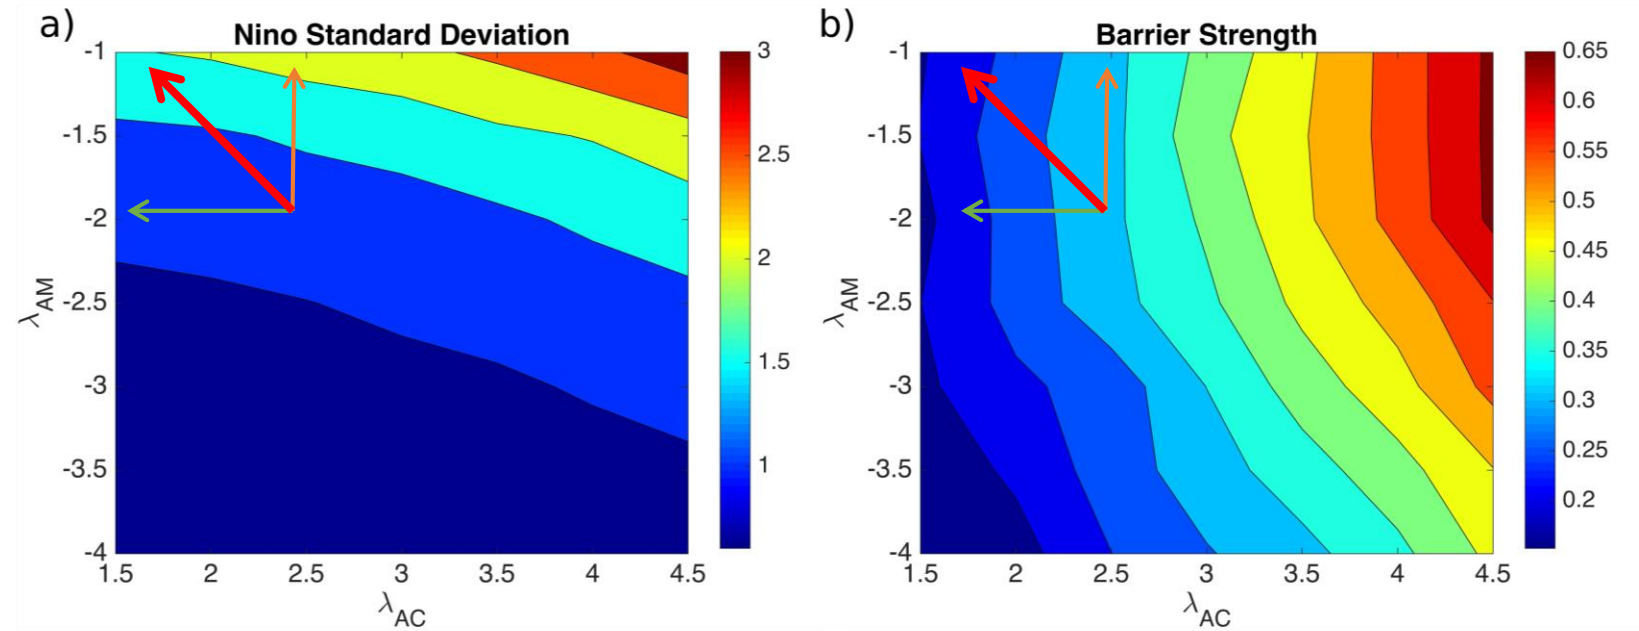 a)
Nino Standard Deviation
-1
-1.5
-2
-2.5
-3
-3.5
-4
λAM
1.5 2 2.5 3 3.5 4 4.5
λAC
3
2.5
2
1.5
1
b)
Barrier Strength
-1
-1.5
-2
-2.5
-3
-3.5
-4
λAM
1.5 2 2.5 3 3.5 4 4.5
λAC
0.65
0.6
0.55
0.5
0.45
0.4
0.35
0.3
0.25
0.2